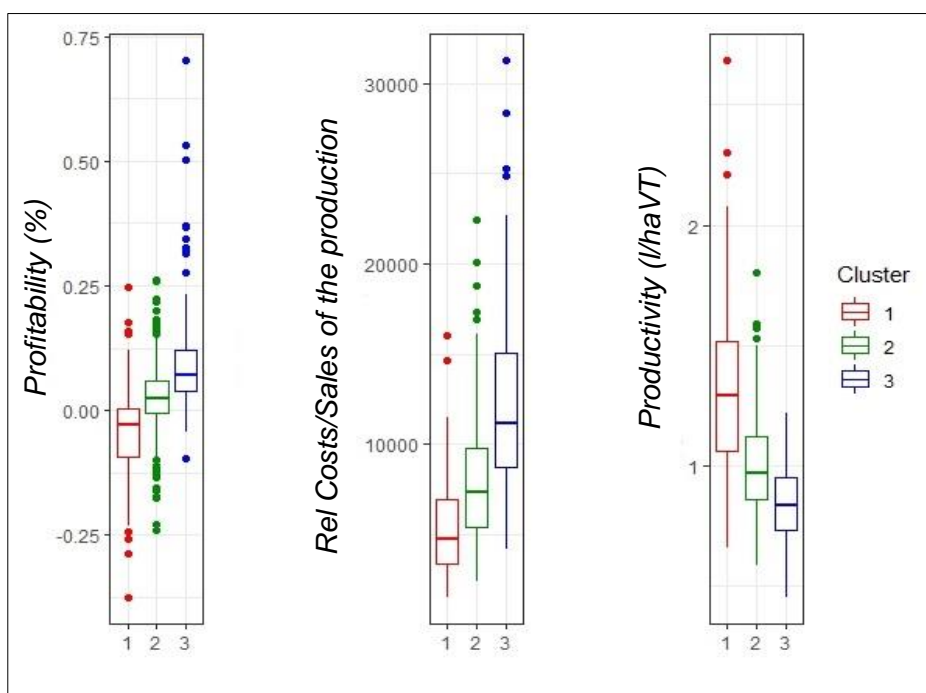 Profitability (%)
0.75
0.50
0.25
0.00
-0.25
1 2 3
Rel Costs/Sales of the production
30000
20000
10000
1 2 3
Productivity (l/haVT)
2
1
1 2 3
Cluster
1
2
3